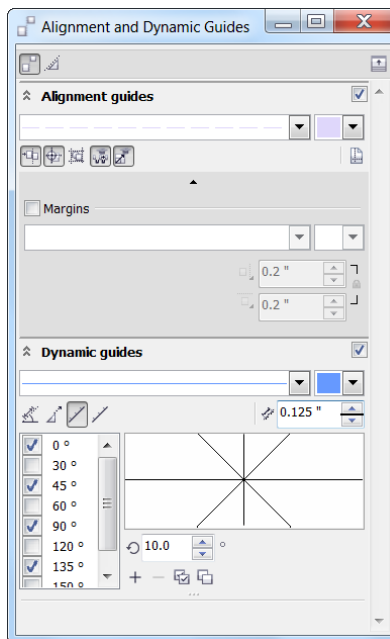 Alignment and Dynamic Guides
Alignment guides
Margins
0.2 "
0.2 "
Dynamic guides
0.125 "
0 º
30 º
45 º
60 º
90 º
120 º
135 º
150 º
10.0 º